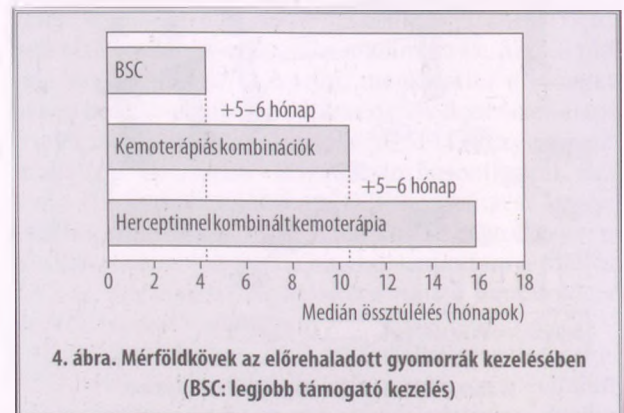 BSC
+5–6 hónap
Kemoterápiás kombinációk
+5–6 hónap
Herceptinnel kombinált kemoterápia
0 2 4 6 8 10 12 14 16 18
Medián össztúlélés (hónapok)
4. ábra. Mérföldkövek az előrehaladott gyomorrák kezelésében
(BSC: legjobb támogató kezelés)